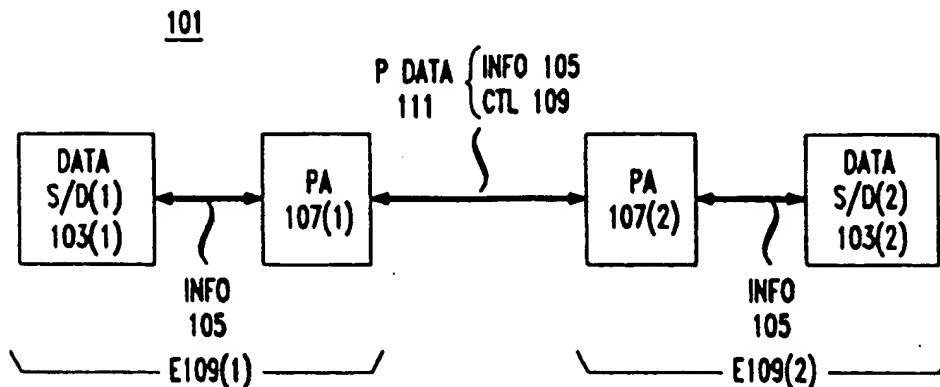 101
P DATA
111
INFO 105
CTL 109
DATA
S/D(1)
103(1)
PA
107(1)
PA
107(2)
DATA
S/D(2)
103(2)
INFO
105
INFO
105
E109(1)
E109(2)